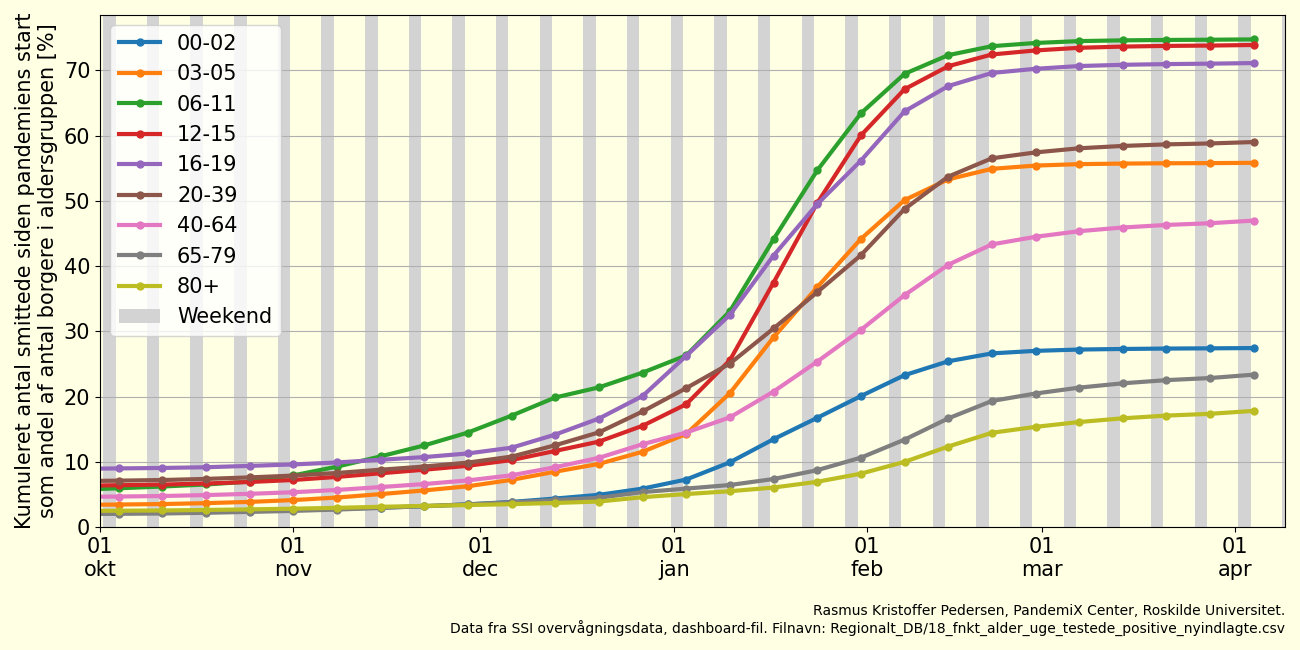 Kumuleret antal smittede siden pandemiens start
som andel af antal borgere i aldersgruppen [%]
70
60
50
40
30
20
10
0
00-02
03-05
06-11
12-15
16-19
20-39
40-64
65-79
80+
Weekend
01
okt
01
nov
01
dec
01
jan
01
feb
01
mar
01
apr
Rasmus Kristoffer Pedersen, PandemiX Center, Roskilde Universitet.
Data fra SSI overvågningsdata, dashboard-fil. Filnavn: Regionalt_DB/18_fnkt_alder_uge_testede_positive_nyindlagte.csv